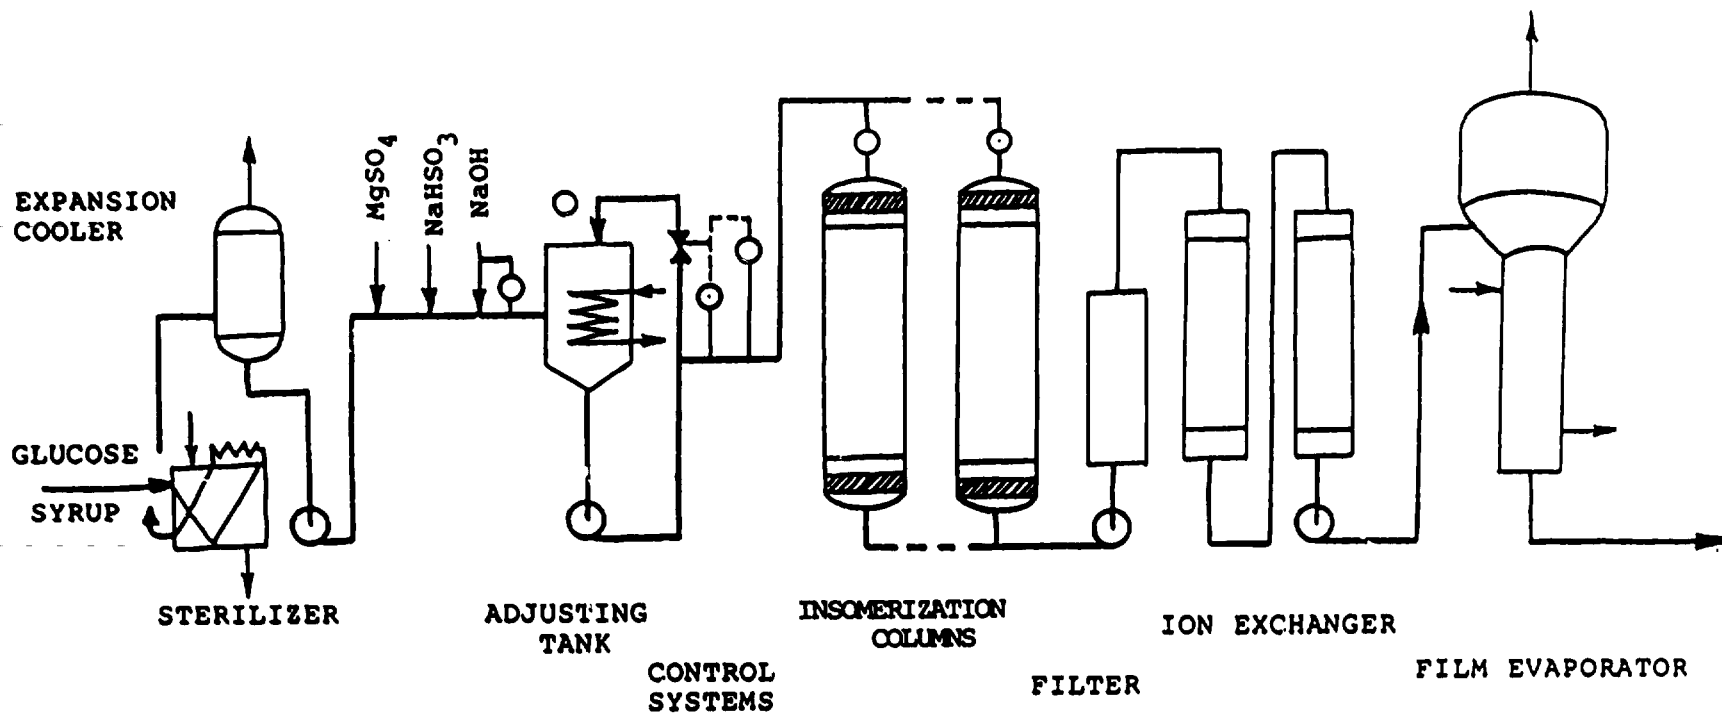 EXPANSION
COOLER
MgSO4
NaHSO3
NaOH
GLUCOSE
SYRUP
STERILIZER
ADJUSTING
TANK
CONTROL
SYSTEMS
INSOMERIZATION
COLUMNS
FILTER
ION EXCHANGER
FILM EVAPORATOR